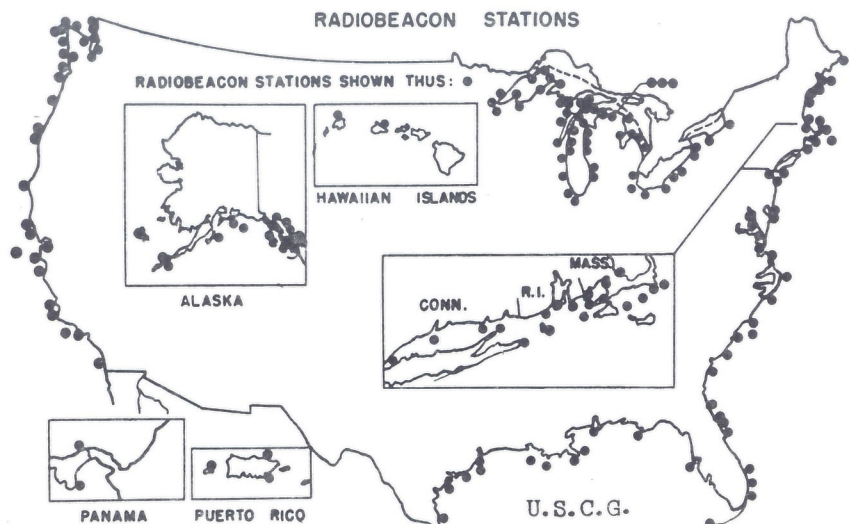 RADIOBEACON STATIONS
RADIOBEACON STATIONS SHOWN THUS:
HAWAIIAN ISLANDS
ALASKA
MASS.
R.I.
CONN.
PANAMA
PUERTO RICO
U.S.C.G.